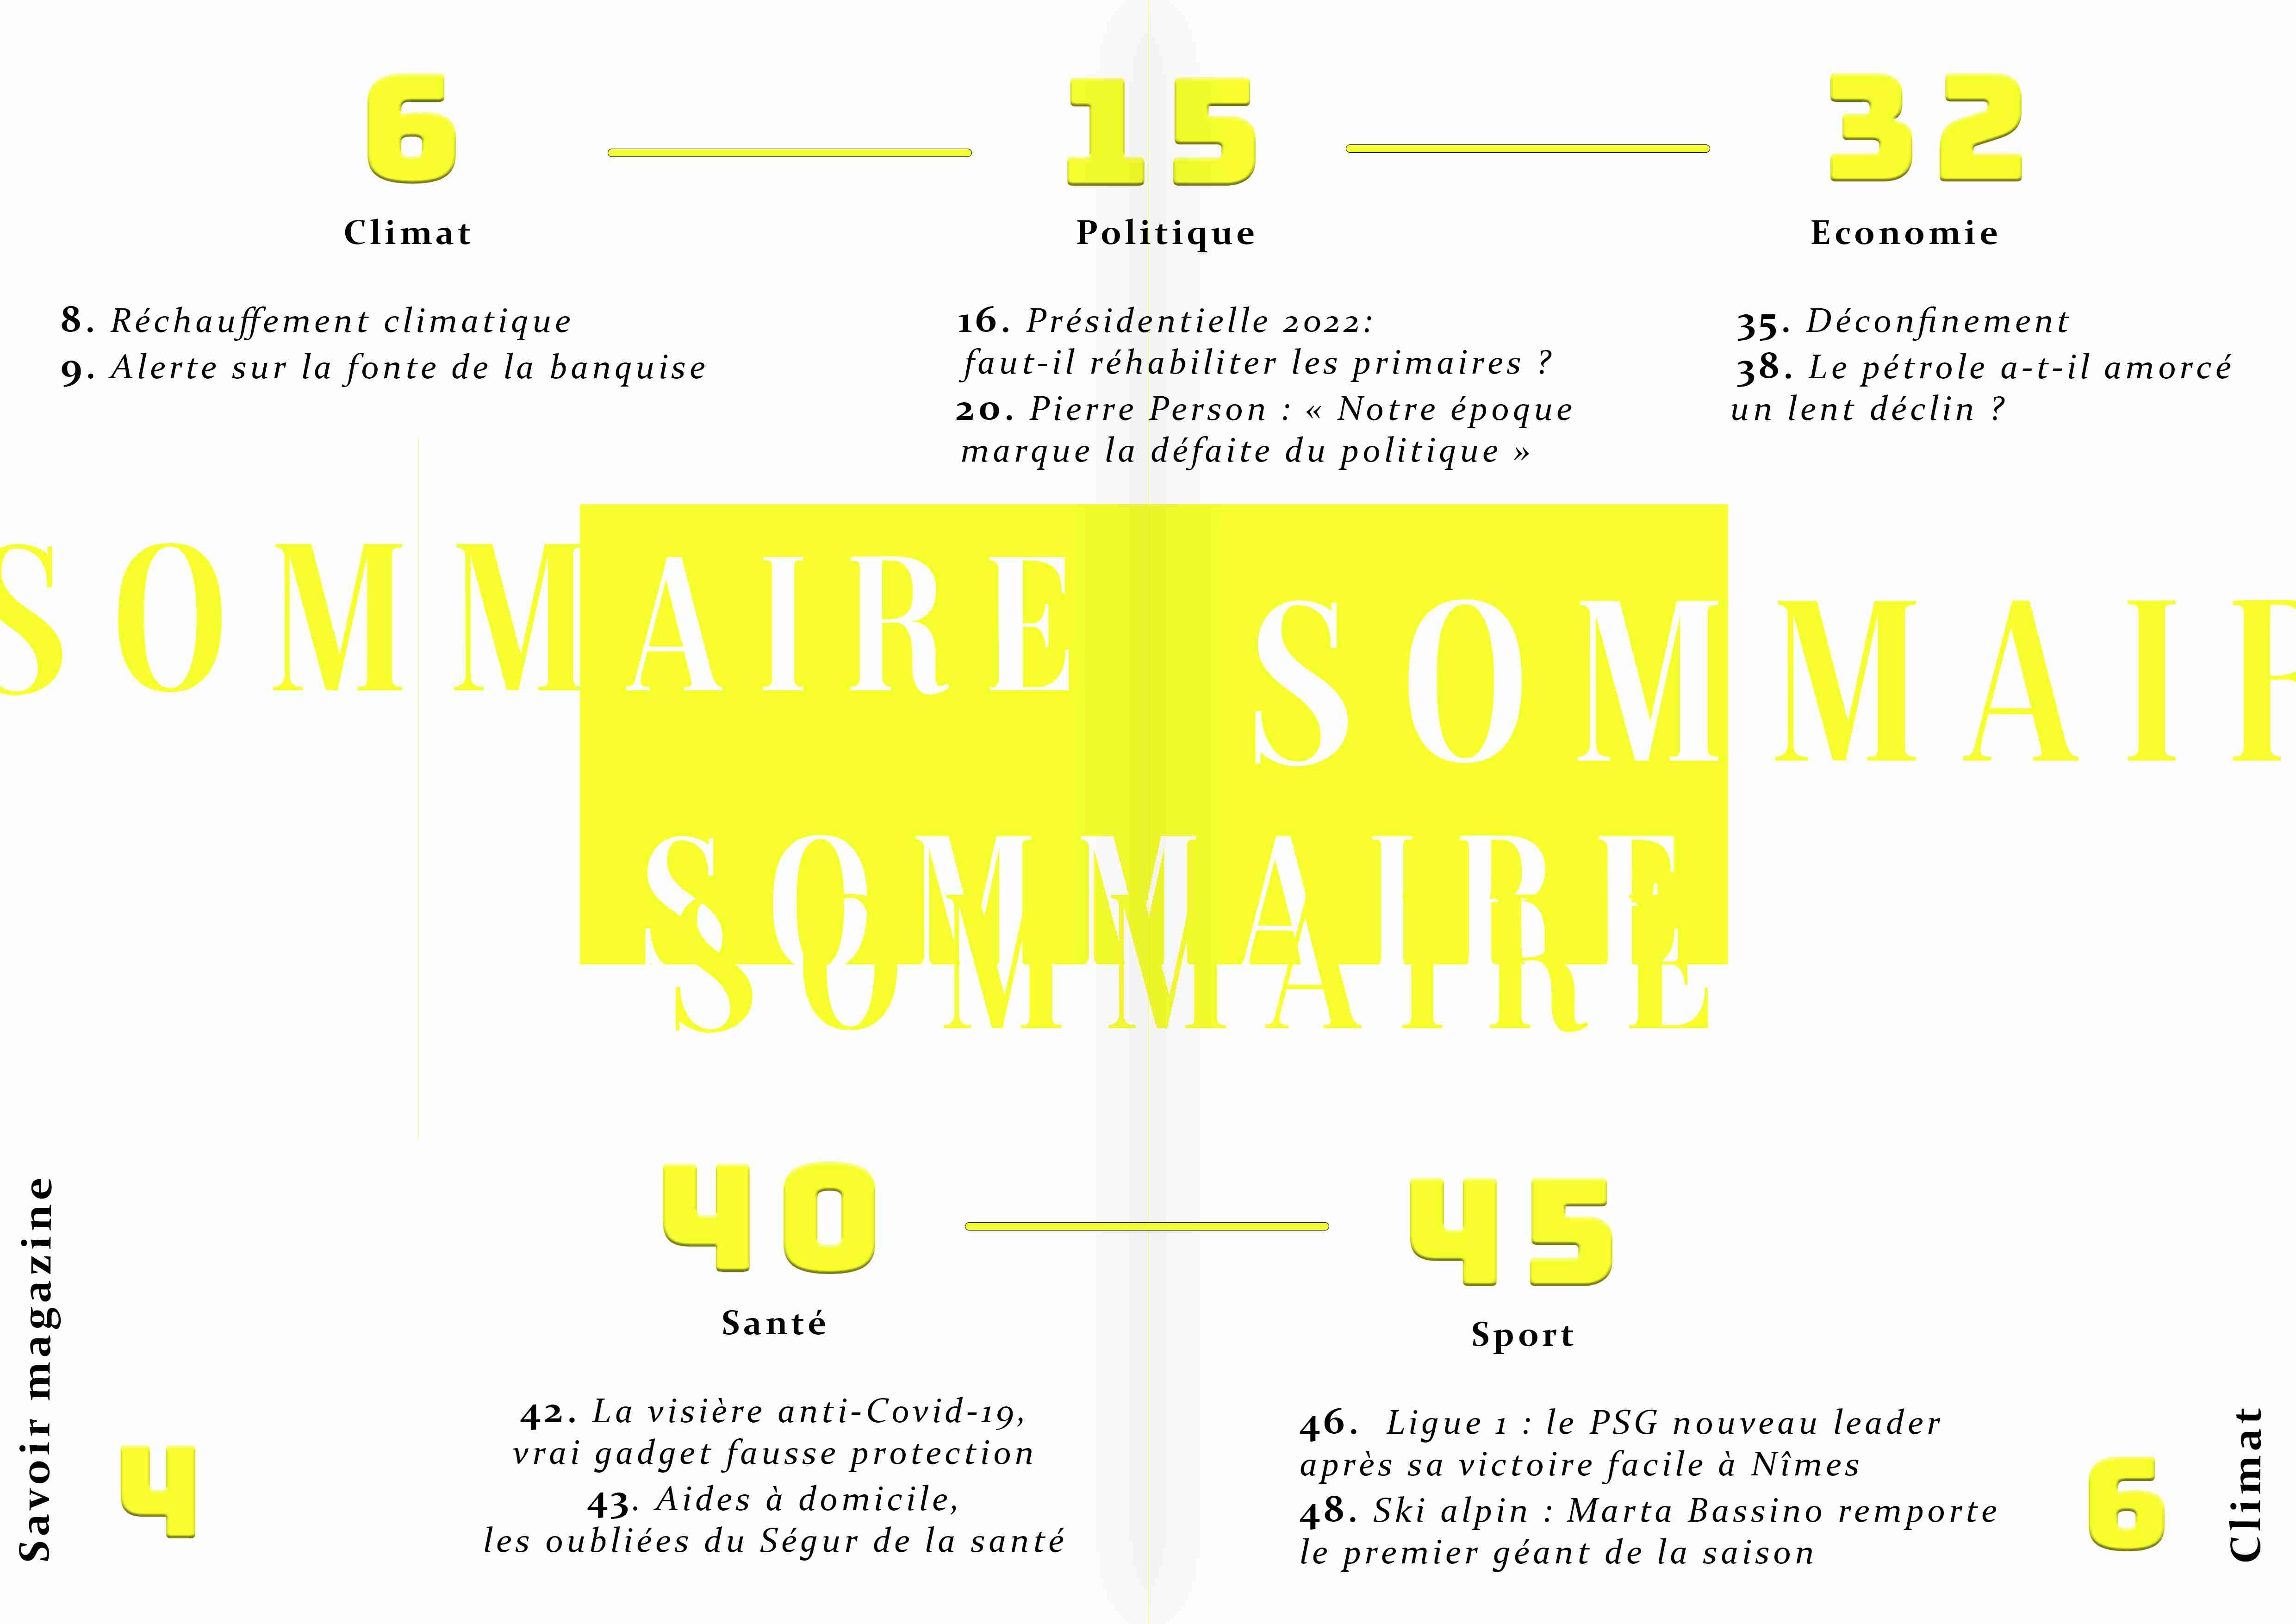 6
Climat
8. Réchauffement climatique
9. Alerte sur la fonte de la banquise
15
Politique
16. Présidentielle 2022:
faut-il réhabiliter les primaires ?
20. Pierre Person : « Notre époque
marque la défaite du politique »
32
Economie
35. Déconfinement
38. Le pétrole a-t-il amorcé
un lent déclin ?
SOMMAIRE
SOMMAIR
SOMMAIRE
SOMMAIRE
40
Santé
42. La visière anti-Covid-19,
vrai gadget fausse protection
43. Aides à domicile,
les oubliées du Ségur de la santé
45
Sport
46. Ligue 1 : le PSG nouveau leader
après sa victoire facile à Nîmes
48. Ski alpin : Marta Bassino remporte
le premier géant de la saison
Savoir magazine
4
6
Climat